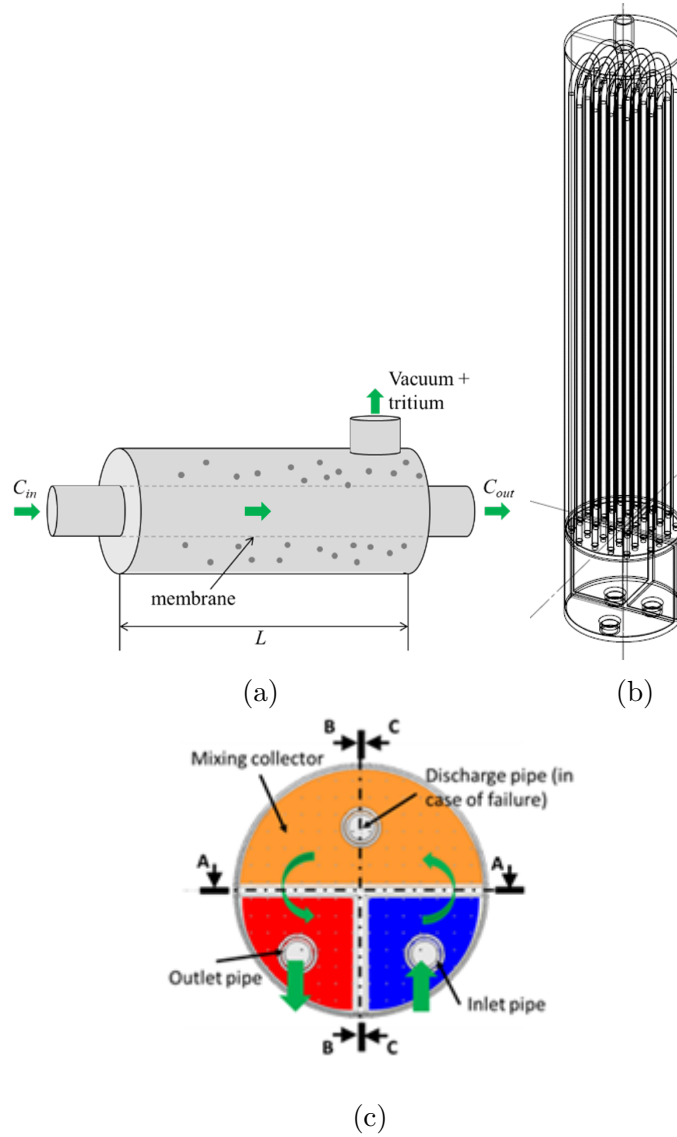 Vacuum +
tritium
C_in
C_out
membrane
L
(a)
(b)
B
C
Mixing collector
Discharge pipe (in
case of failure)
A
A
Outlet pipe
Inlet pipe
B
C
(c)